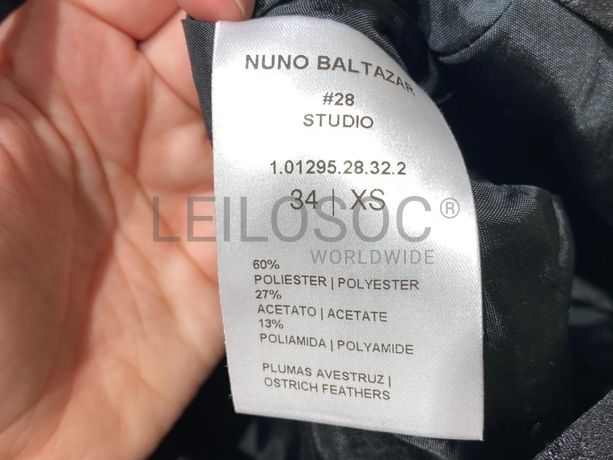 NUNO BALTAZAR
#28
STUDIO
1.01295.28.32.2
34 | XS
LEILOSOC®
WORLDWIDE
60%
POLIESTER | POLYESTER
27%
ACETATO | ACETATE
13%
POLIAMIDA | POLYAMIDE
PLUMAS AVESTRUZ |
OSTRICH FEATHERS